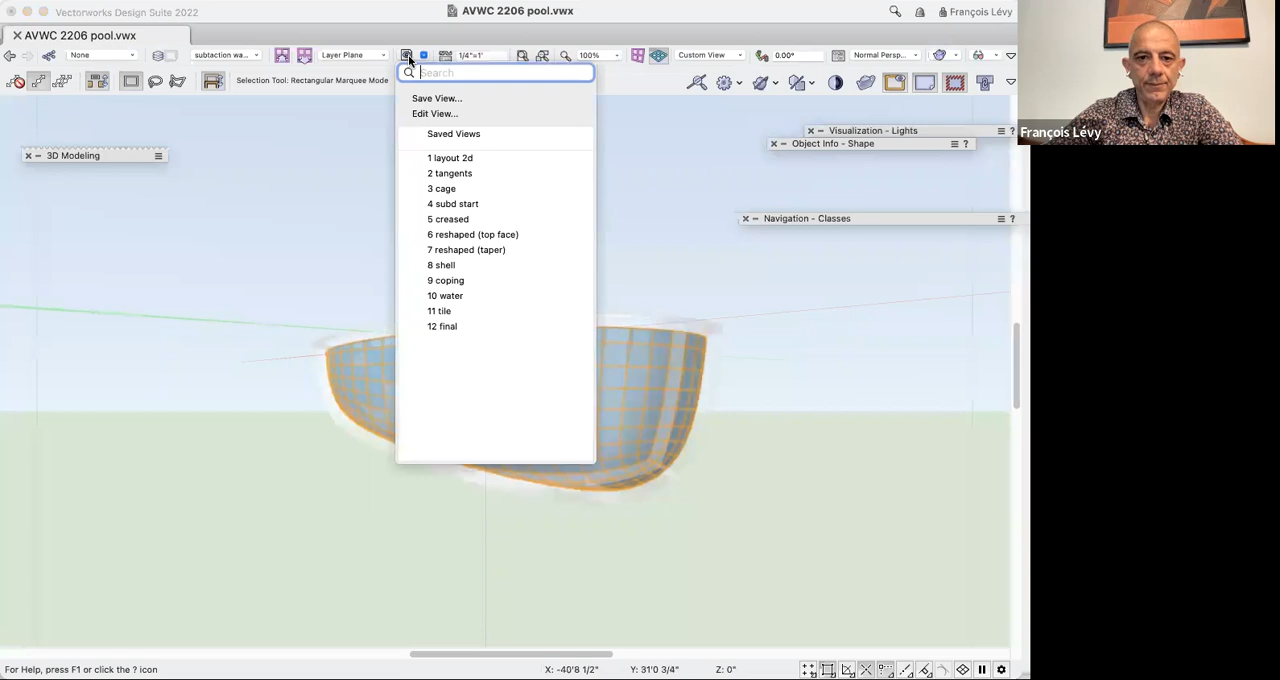 Vectorworks Design Suite 2022
AVWC 2206 pool.vwx
François Lévy
AVWC 2206 pool.vwx
None
subtaction wa...
Layer Plane
1/4"=1'
100%
Custom View
0.00°
Normal Persp...
Selection Tool: Rectangular Marquee Mode
Search
Save View...
Edit View...
Saved Views
1 layout 2d
2 tangents
3 cage
4 subd start
5 creased
6 reshaped (top face)
7 reshaped (taper)
8 shell
9 coping
10 water
11 tile
12 final
3D Modeling
Visualization - Lights
?
Object Info - Shape
?
Navigation - Classes
?
François Lévy
For Help, press F1 or click the ? icon
X: -40'8 1/2"
Y: 31'0 3/4"
Z: 0"